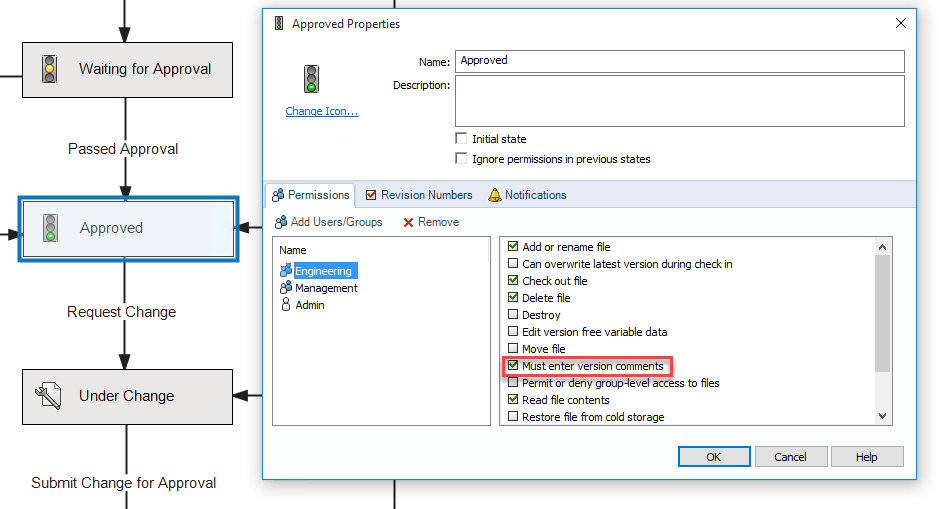 Waiting for Approval
Passed Approval
Approved
Request Change
Under Change
Submit Change for Approval
Approved Properties
Name:
Approved
Description:
Change Icon...
Initial state
Ignore permissions in previous states
Permissions
Revision Numbers
Notifications
Add Users/Groups
Remove
Name
Engineering
Management
Admin
Add or rename file
Can overwrite latest version during check in
Check out file
Delete file
Destroy
Edit version free variable data
Move file
Must enter version comments
Permit or deny group-level access to files
Read file contents
Restore file from cold storage
OK
Cancel
Help